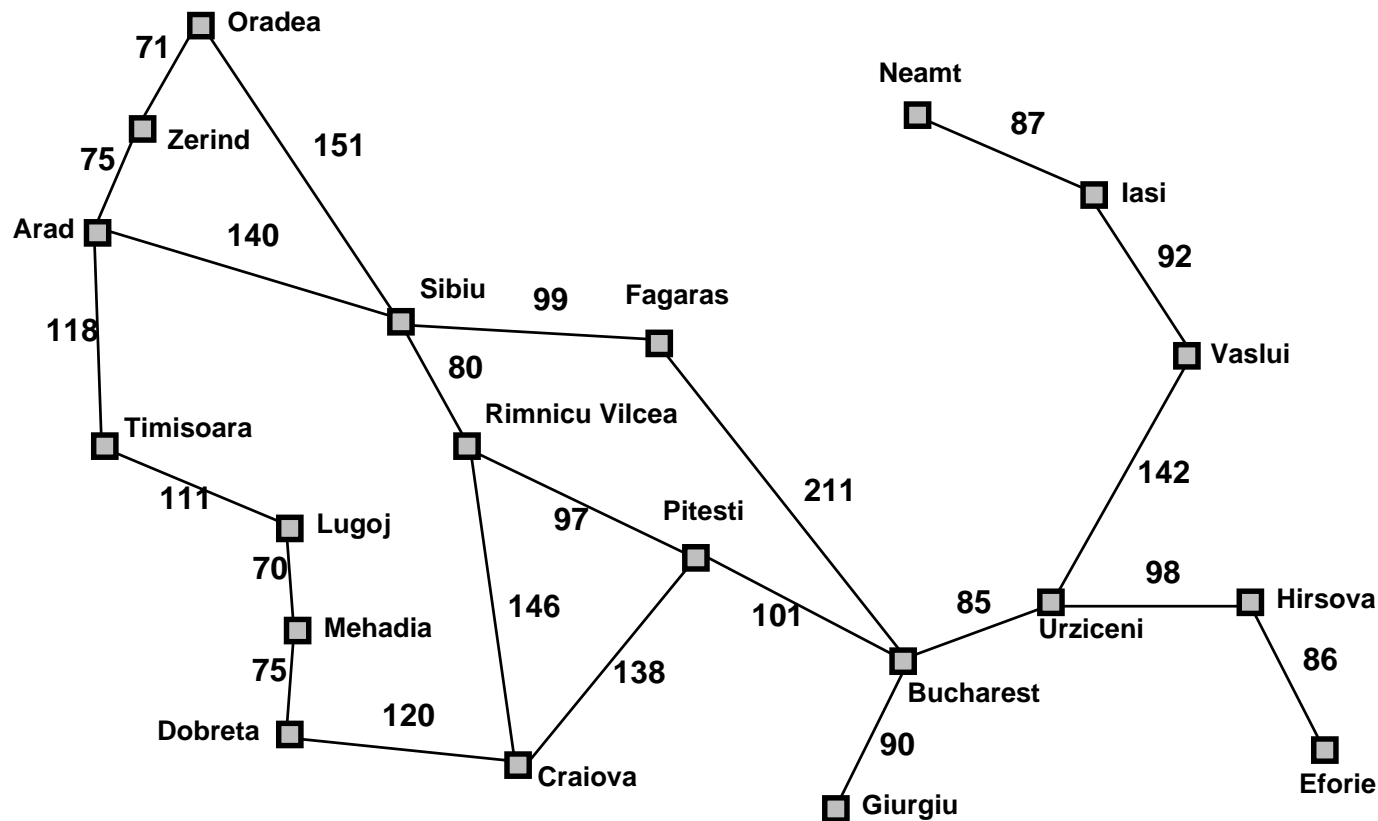 Oradea
71
Neamt
87
Zerind
151
75
Iasi
Arad
140
92
Sibiu
99
Fagaras
118
80
Vaslui
Rimnicu Vilcea
Timisoara
142
211
111
97
Pitesti
Lugoj
70
98
146
101
85
Hirsova
Mehadia
Urziceni
86
75
138
Bucharest
120
Dobreta
90
Craiova
Eforie
Giurgiu